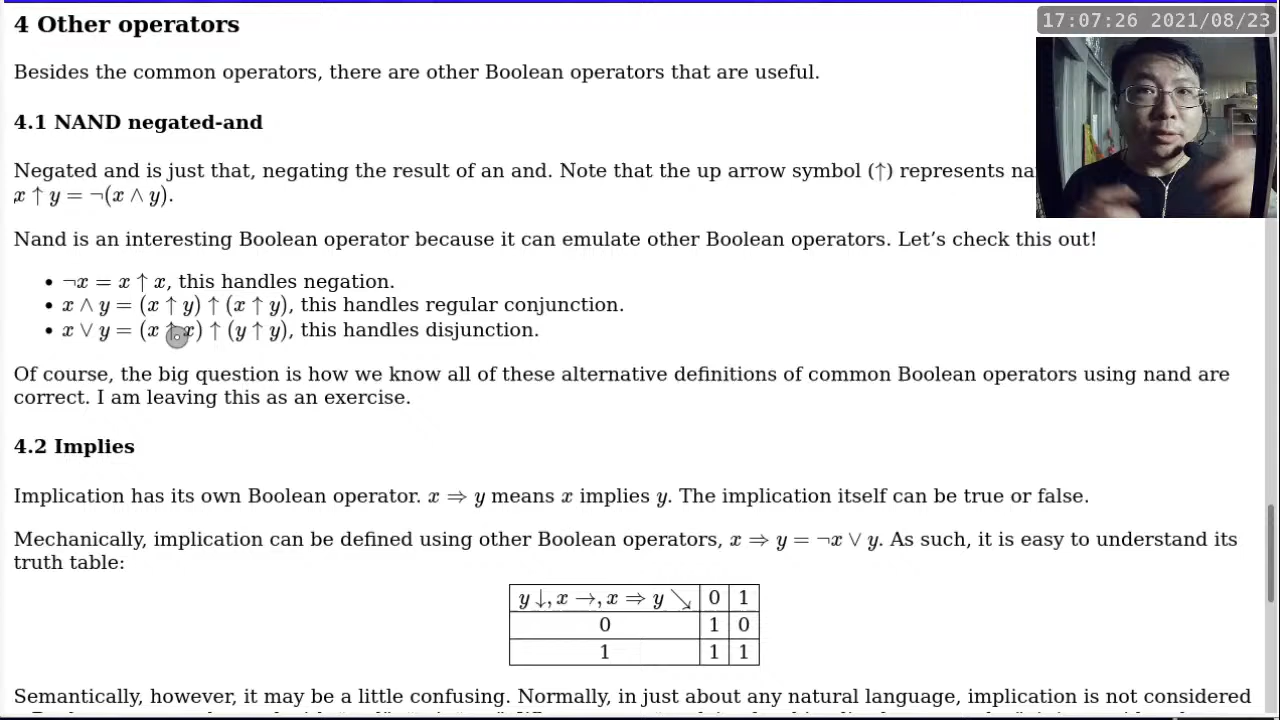 4 Other operators
17:07:26 2021/08/23
Besides the common operators, there are other Boolean operators that are useful.
4.1 NAND negated-and
Negated and is just that, negating the result of an and. Note that the up arrow symbol (↑) represents
x ↑ y = ¬(x ∧ y).
Nand is an interesting Boolean operator because it can emulate other Boolean operators. Let’s check this out!
• ¬x = x ↑ x, this handles negation.
• x ∧ y = (x ↑ y) ↑ (x ↑ y), this handles regular conjunction.
• x ∨ y = (x ↑ x) ↑ (y ↑ y), this handles disjunction.
Of course, the big question is how we know all of these alternative definitions of common Boolean operators using nand are
correct. I am leaving this as an exercise.
4.2 Implies
Implication has its own Boolean operator. x ⇒ y means x implies y. The implication itself can be true or false.
Mechanically, implication can be defined using other Boolean operators, x ⇒ y = ¬x ∨ y. As such, it is easy to understand its
truth table:
y ↓, x →, x ⇒ y ↘ 0 1
0 1 0
1 1 1
Semantically, however, it may be a little confusing. Normally, in just about any natural language, implication is not considered